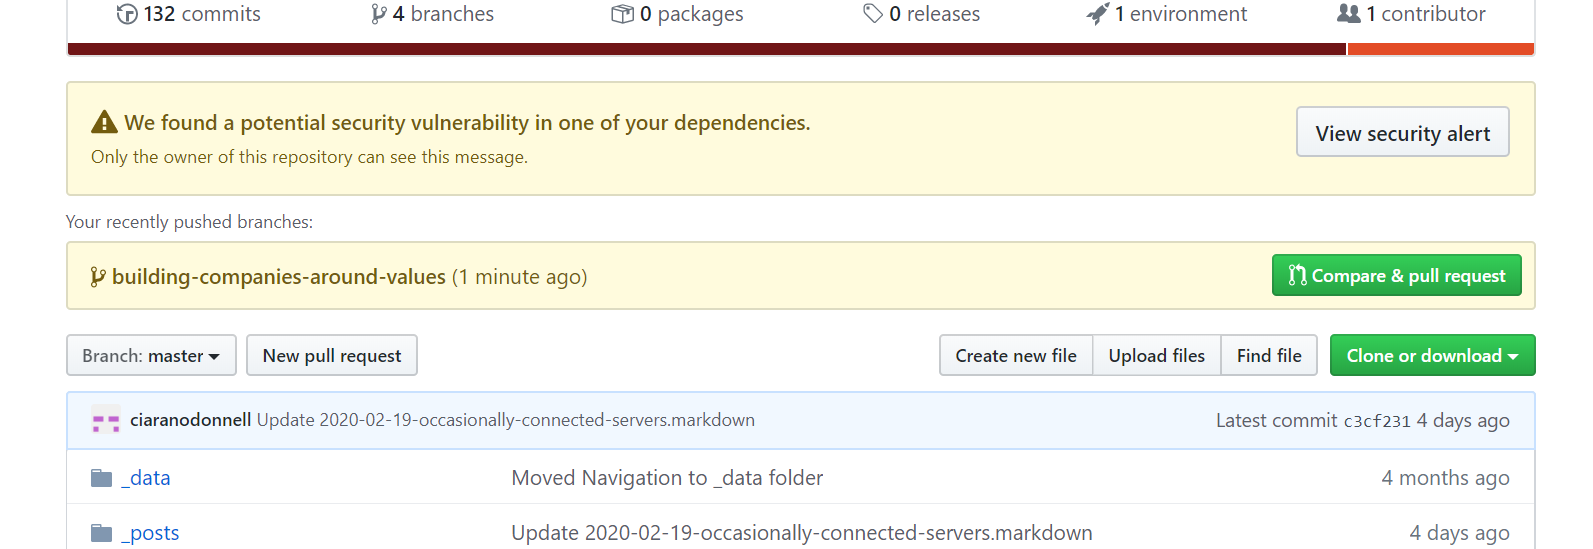 132 commits 4 branches 0 packages 0 releases 1 environment 1 contributor
We found a potential security vulnerability in one of your dependencies.
View security alert
Only the owner of this repository can see this message.
Your recently pushed branches:
building-companies-around-values (1 minute ago) Compare & pull request
Branch: master New pull request Create new file Upload files Find file Clone or download
ciaranodonnell Update 2020-02-19-occasionally-connected-servers.markdown Latest commit c3cf231 4 days ago
_data Moved Navigation to _data folder 4 months ago
_posts Update 2020-02-19-occasionally-connected-servers.markdown 4 days ago